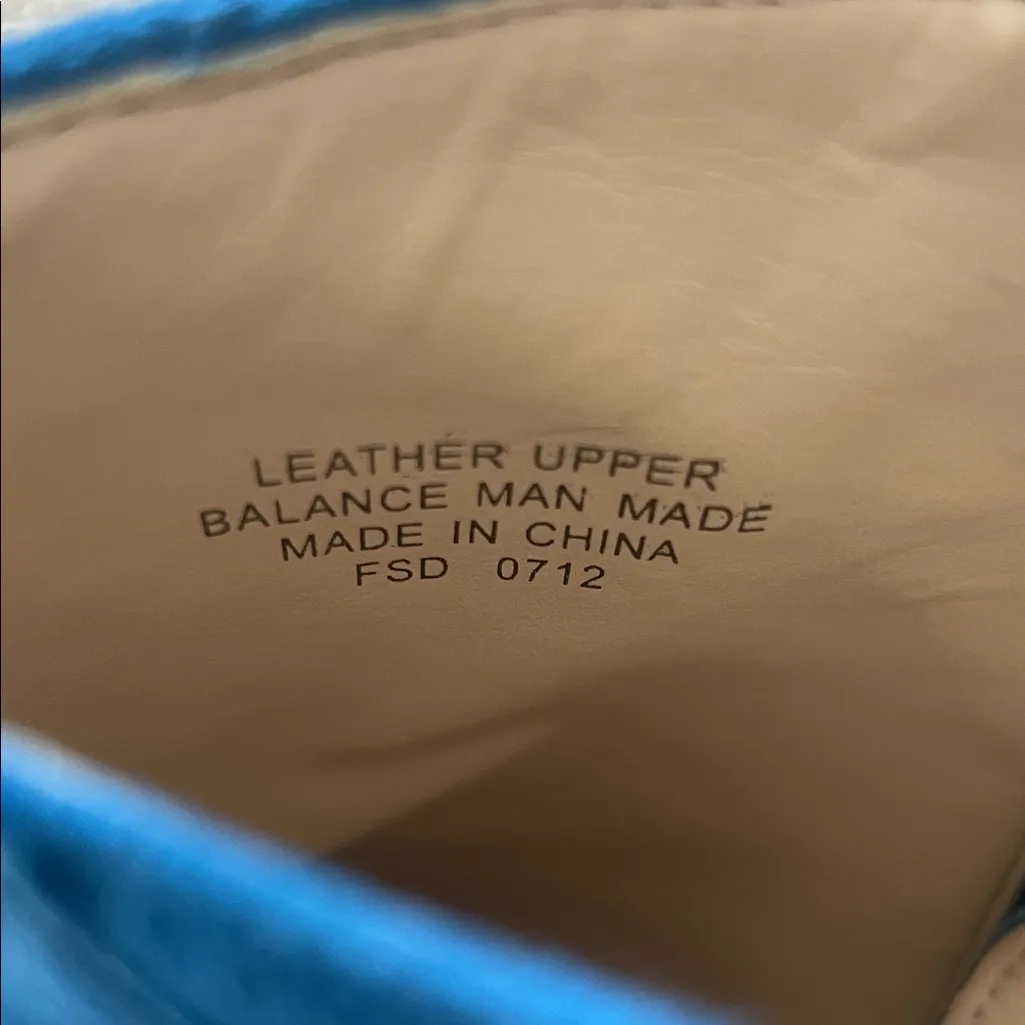 LEATHER UPPER
BALANCE MAN MADE
MADE IN CHINA
FSD 0712